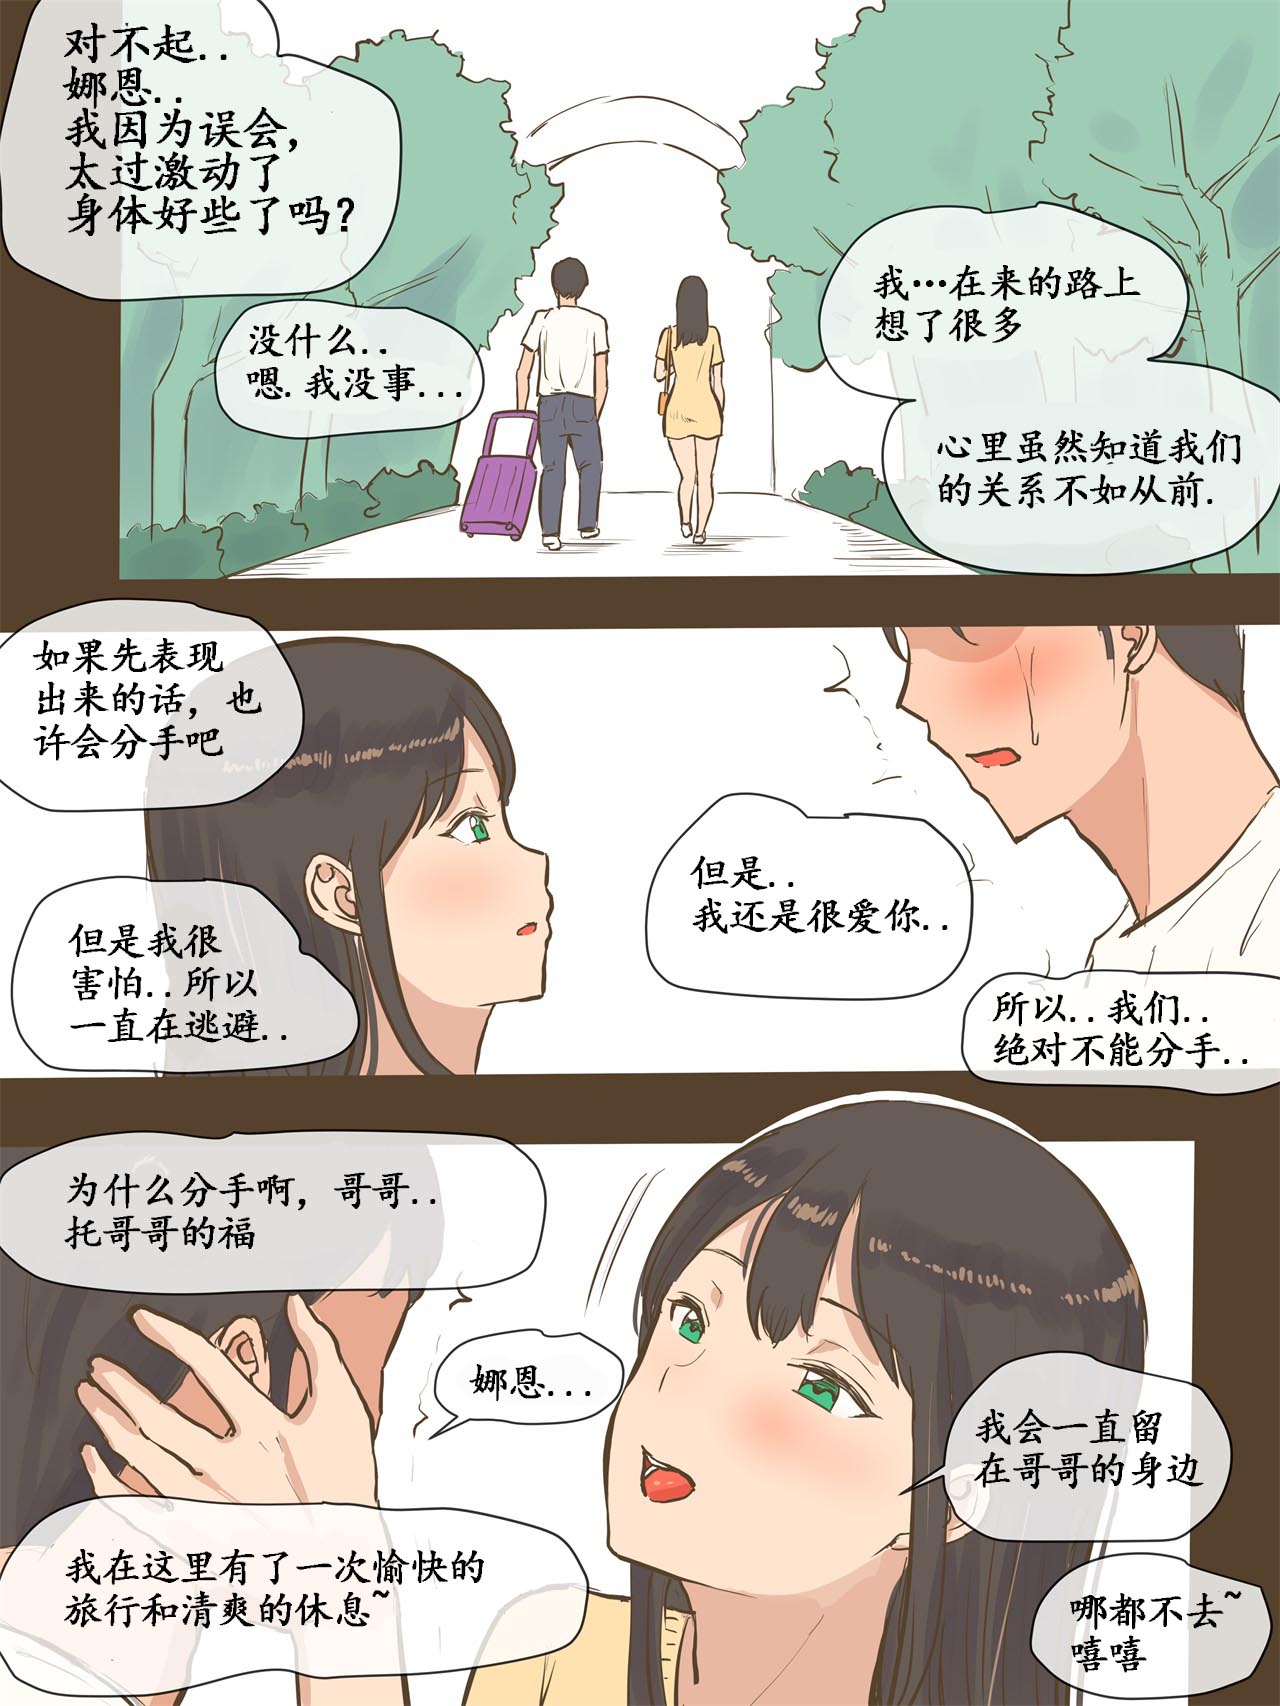 对不起..
娜恩..
我因为误会，
太过激动了
身体好些了吗？
没什么..
嗯.我没事...
我…在来的路上
想了很多
心里虽然知道我们
的关系不如从前.
如果先表现
出来的话，也
许会分手吧
但是我很
害怕..所以
一直在逃避..
但是..
我还是很爱你..
所以..我们..
绝对不能分手..
为什么分手啊，哥哥..
托哥哥的福
娜恩...
我在这里有了一次愉快的
旅行和清爽的休息~
我会一直留
在哥哥的身边
哪都不去~
嘻嘻